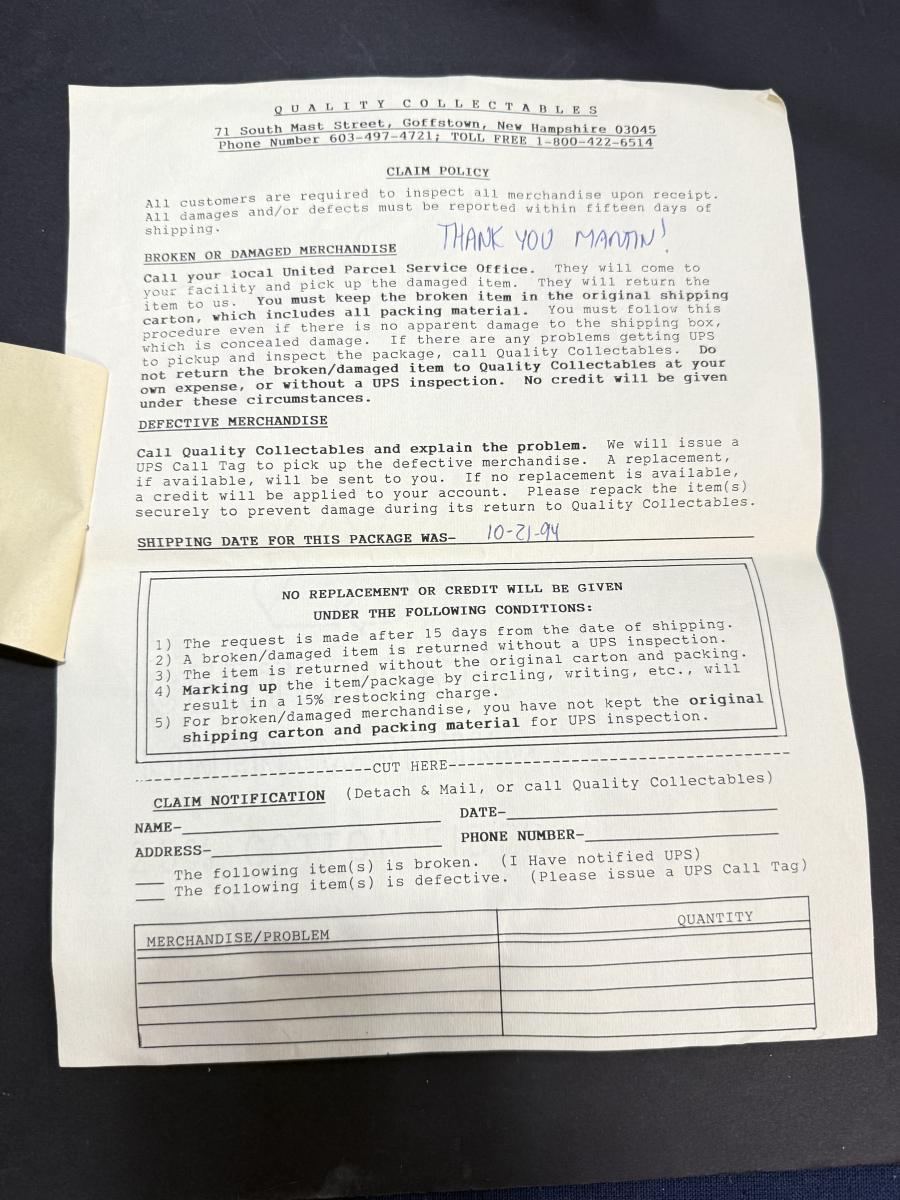 QUALITY COLLECTABLES
71 South Mast Street, Goffstown, New Hampshire 03045
Phone Number 603-497-4721; TOLL FREE 1-800-422-6514
CLAIM POLICY
All customers are required to inspect all merchandise upon receipt.
All damages and/or defects must be reported within fifteen days of
shipping.
THANK YOU MARTIN!
BROKEN OR DAMAGED MERCHANDISE
Call your local United Parcel Service Office. They will come to
your facility and pick up the damaged item. They will return the
item to us. You must keep the broken item in the original shipping
carton, which includes all packing material. You must follow this
procedure even if there is no apparent damage to the shipping box,
which is concealed damage. If there are any problems getting UPS
to pickup and inspect the package, call Quality Collectables. Do
not return the broken/damaged item to Quality Collectables at your
own expense, or without a UPS inspection. No credit will be given
under these circumstances.
DEFECTIVE MERCHANDISE
Call Quality Collectables and explain the problem. We will issue a
UPS Call Tag to pick up the defective merchandise. A replacement,
if available, will be sent to you. If no replacement is available,
a credit will be applied to your account. Please repack the item(s)
securely to prevent damage during its return to Quality Collectables.
SHIPPING DATE FOR THIS PACKAGE WAS- 10-21-94
NO REPLACEMENT OR CREDIT WILL BE GIVEN
UNDER THE FOLLOWING CONDITIONS:
1) The request is made after 15 days from the date of shipping.
2) A broken/damaged item is returned without a UPS inspection.
3) The item is returned without the original carton and packing.
4) Marking up the item/package by circling, writing, etc., will
result in a 15% restocking charge.
5) For broken/damaged merchandise, you have not kept the original
shipping carton and packing material for UPS inspection.
------------------------CUT HERE-----------------------------------
CLAIM NOTIFICATION (Detach & Mail, or call Quality Collectables)
NAME- DATE-
ADDRESS- PHONE NUMBER-
___ The following item(s) is broken. (I Have notified UPS)
___ The following item(s) is defective. (Please issue a UPS Call Tag)
MERCHANDISE/PROBLEM QUANTITY